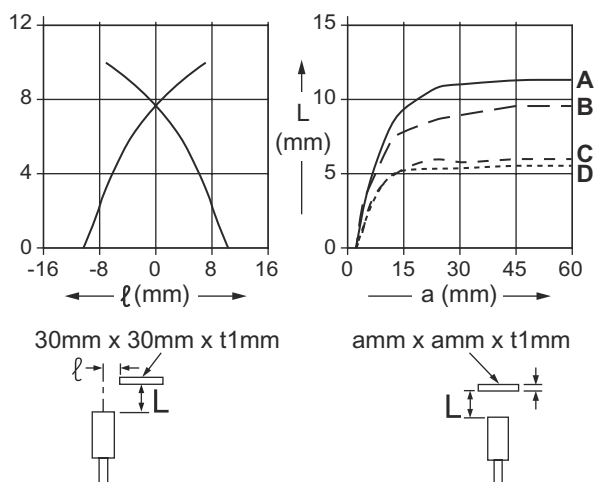 12
8
4
0
-16 -8 0 8 16
ℓ (mm)
L
(mm)
15
10
5
0
0 15 30 45 60
a (mm)
A
B
C
D
30mm x 30mm x t1mm
ℓ
L
amm x amm x t1mm
L